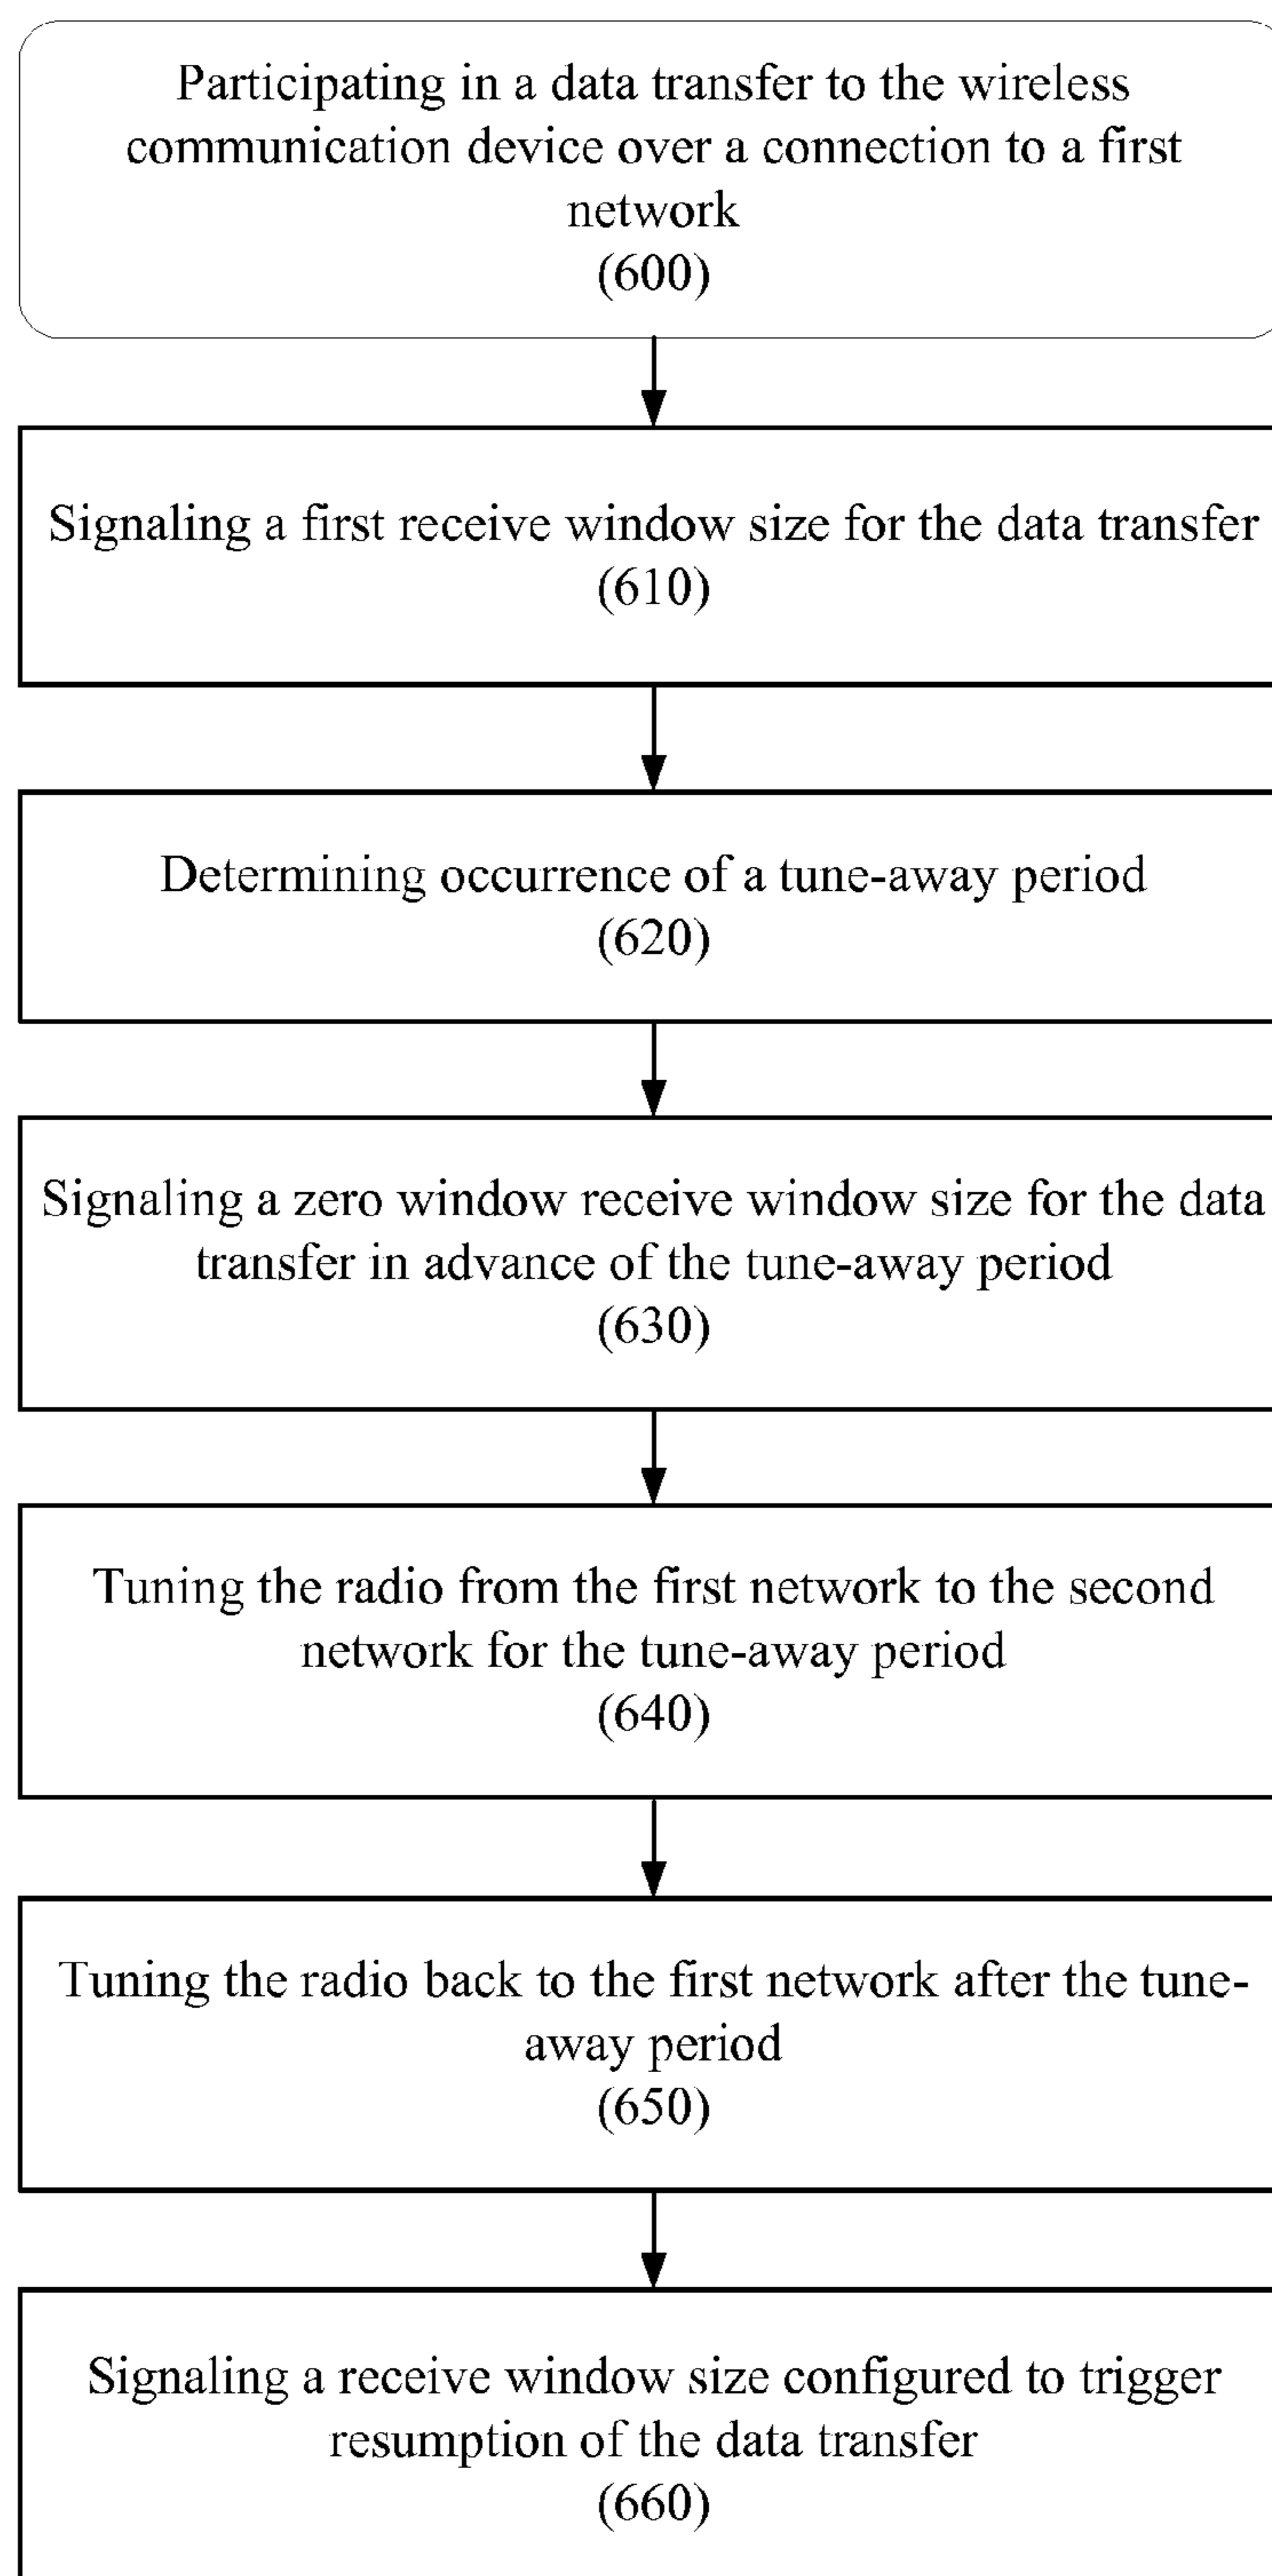 Participating in a data transfer to the wireless
communication device over a connection to a first
network
(600)
Signaling a first receive window size for the data transfer
(610)
Determining occurrence of a tune-away period
(620)
Signaling a zero window receive window size for the data
transfer in advance of the tune-away period
(630)
Tuning the radio from the first network to the second
network for the tune-away period
(640)
Tuning the radio back to the first network after the tune-
away period
(650)
Signaling a receive window size configured to trigger
resumption of the data transfer
(660)